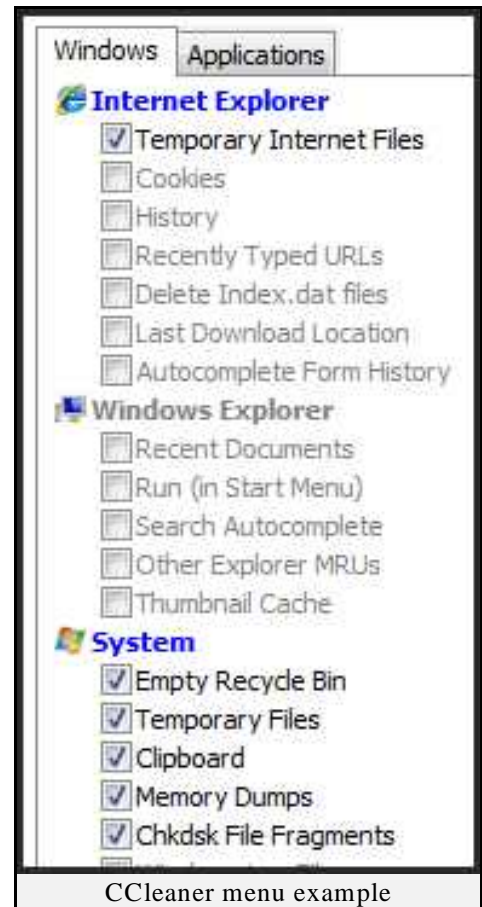 Windows Applications
Internet Explorer
Temporary Internet Files
Cookies
History
Recently Typed URLs
Delete Index.dat files
Last Download Location
Autocomplete Form History
Windows Explorer
Recent Documents
Run (in Start Menu)
Search Autocomplete
Other Explorer MRUs
Thumbnail Cache
System
Empty Recycle Bin
Temporary Files
Clipboard
Memory Dumps
Chkdsk File Fragments
CCleaner menu example